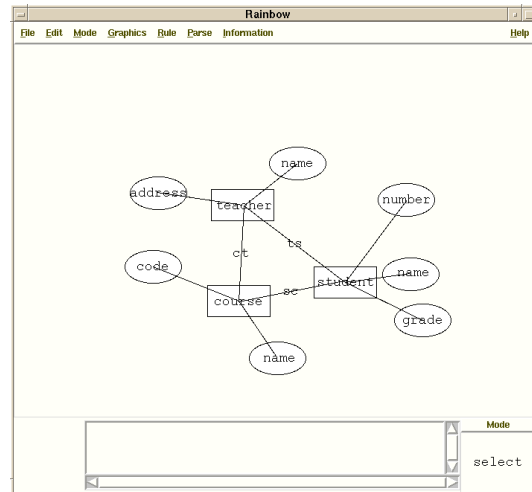 Rainbow
File Edit Mode Graphics Rule Parse Information Help
name
address
teacher
number
ct
ts
code
name
student
sc
course
grade
name
Mode
select